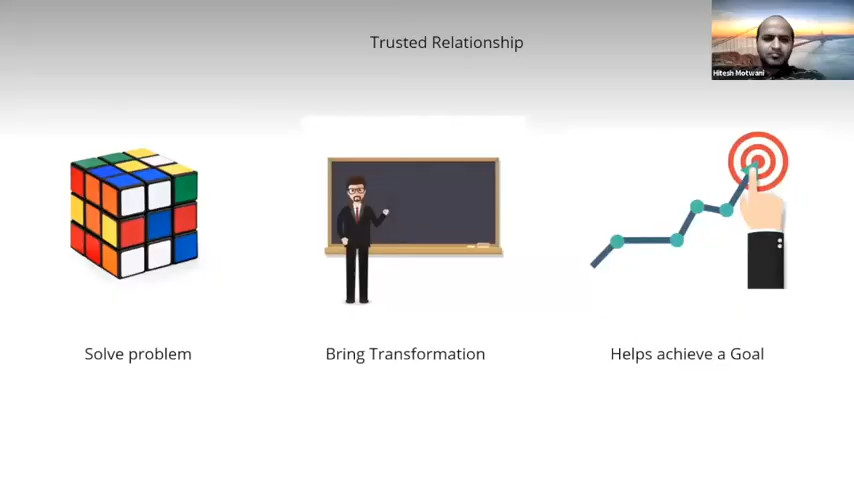 Trusted Relationship
Hitesh Motwani
Solve problem
Bring Transformation
Helps achieve a Goal